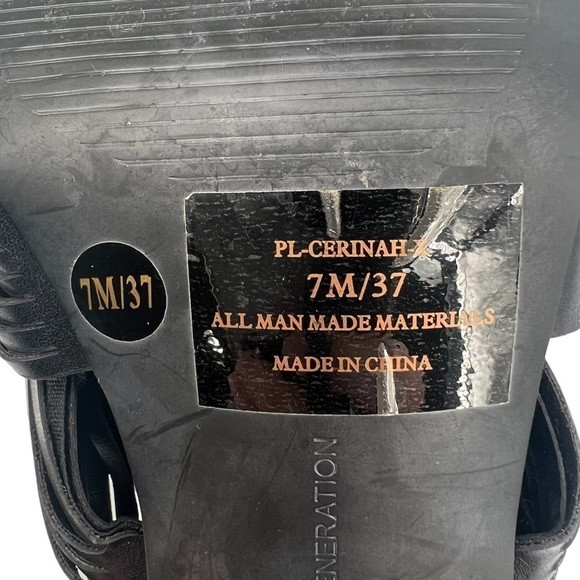 7M/37
PL-CERINAH-X
7M/37
ALL MAN MADE MATERIALS
MADE IN CHINA
ENERATION